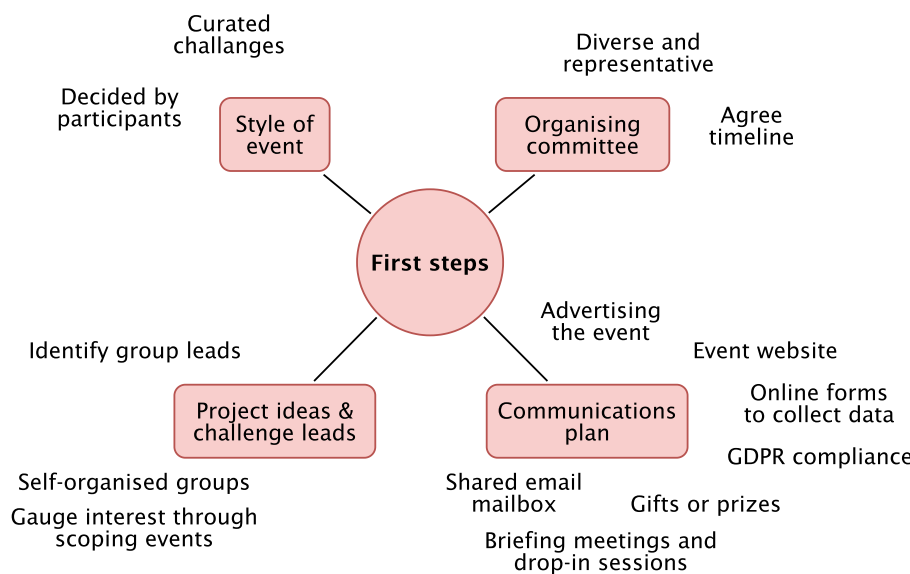 Curated
challanges
Decided by
participants
Style of
event
Diverse and
representative
Organising
committee
Agree
timeline
First steps
Identify group leads
Project ideas &
challenge leads
Self-organised groups
Gauge interest through
scoping events
Advertising
the event
Event website
Communications
plan
Online forms
to collect data
GDPR compliance
Shared email
mailbox
Gifts or prizes
Briefing meetings and
drop-in sessions